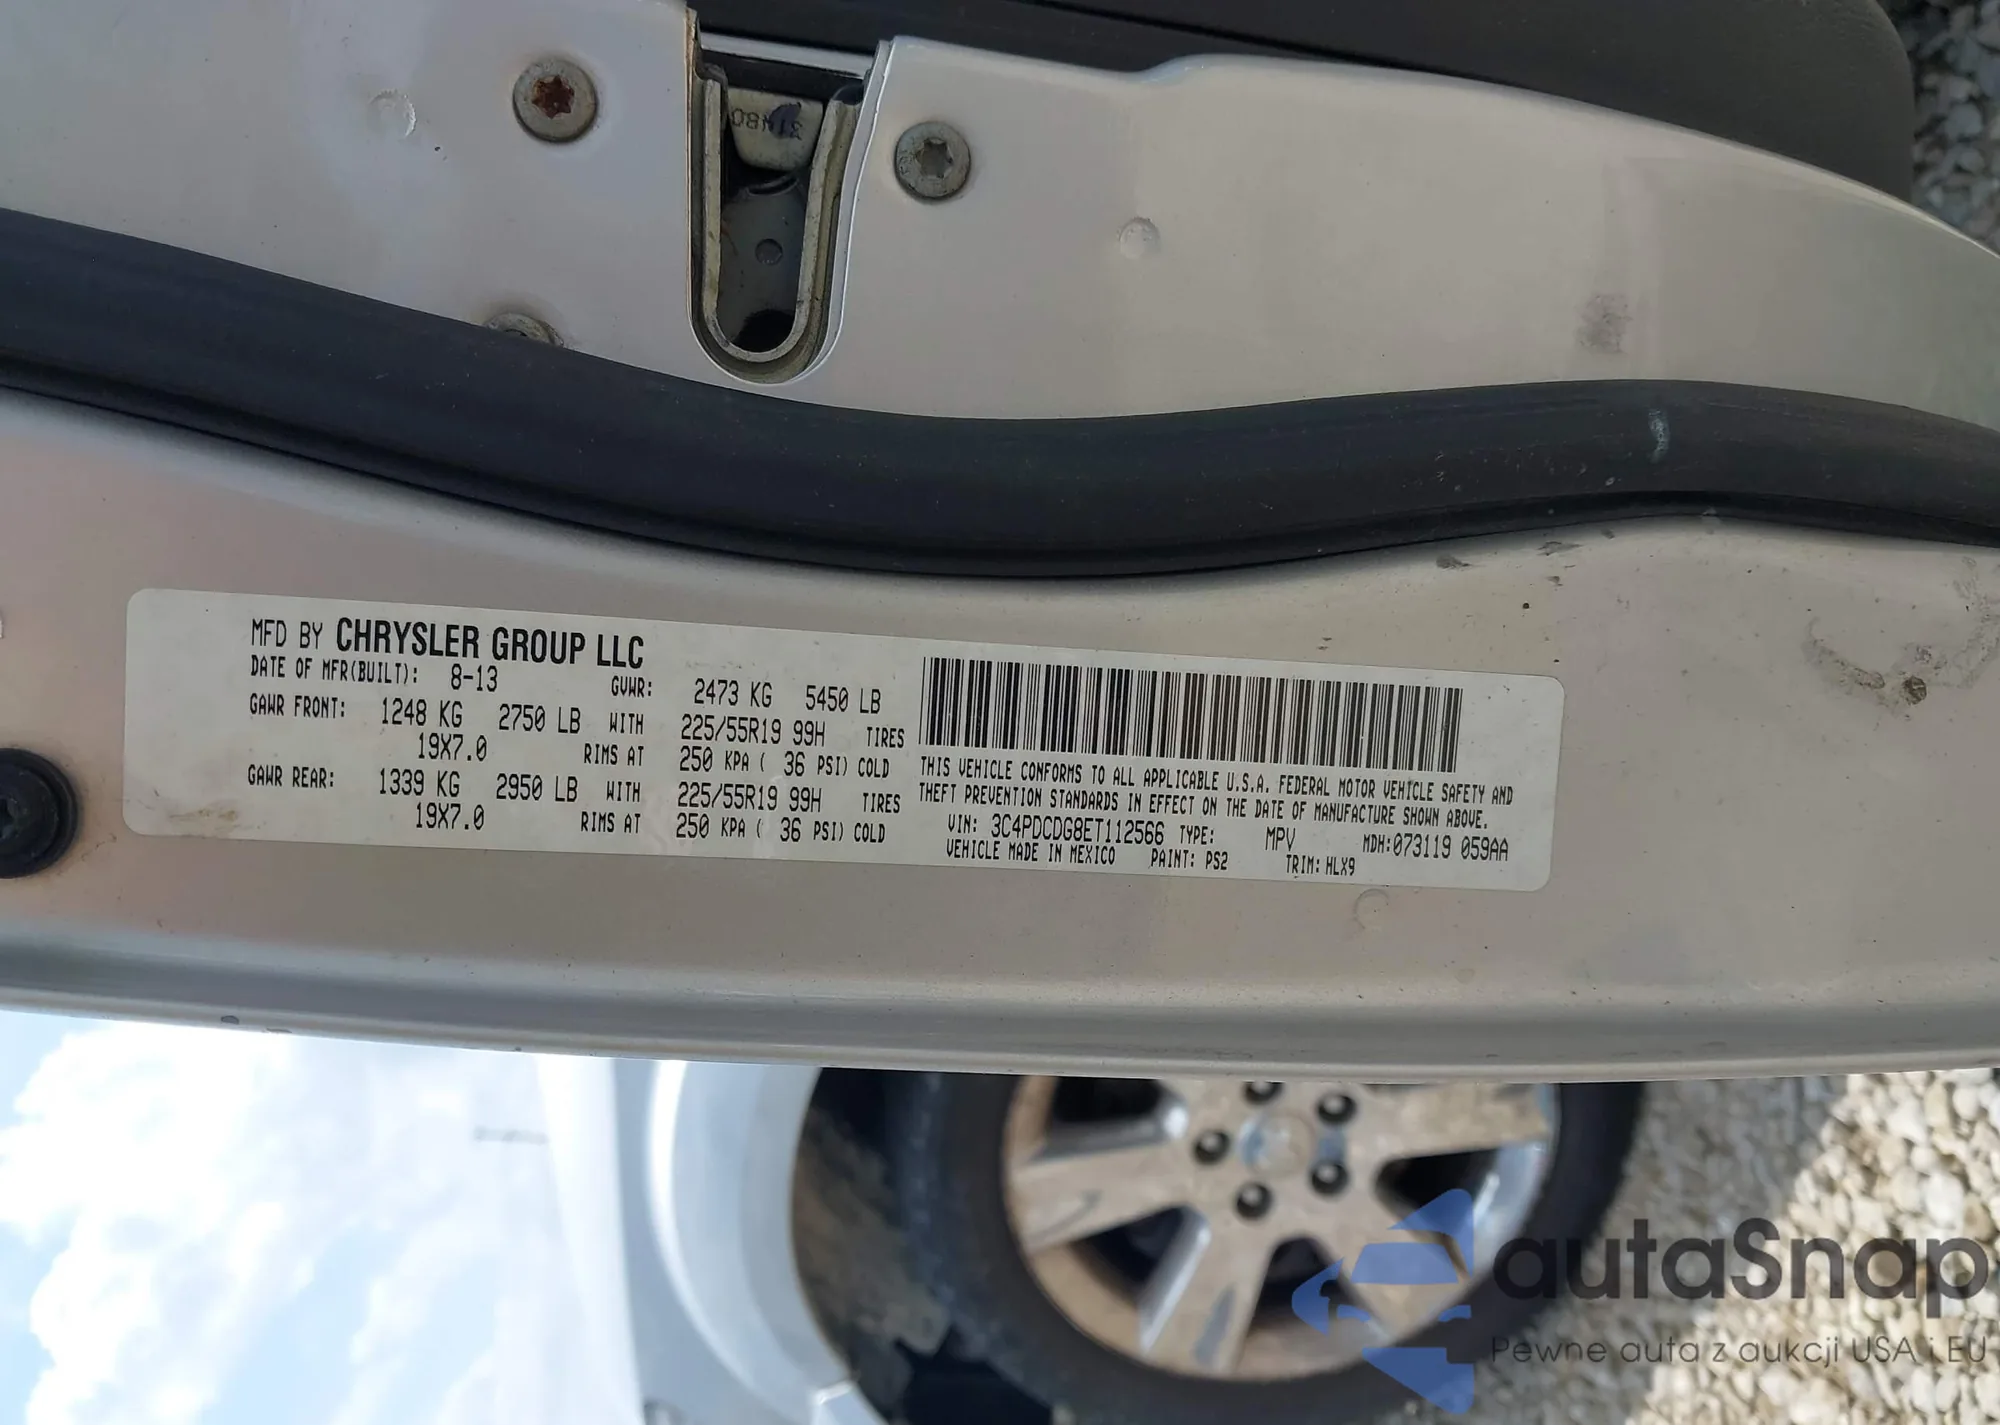 MFD BY CHRYSLER GROUP LLC
DATE OF MFR(BUILT): 8-13 GVWR: 2473 KG 5450 LB
GAWR FRONT: 1248 KG 2750 LB WITH 225/55R19 99H TIRES
19X7.0 RIMS AT 250 KPA ( 36 PSI) COLD
GAWR REAR: 1339 KG 2950 LB WITH 225/55R19 99H TIRES
19X7.0 RIMS AT 250 KPA ( 36 PSI) COLD
THIS VEHICLE CONFORMS TO ALL APPLICABLE U.S.A. FEDERAL MOTOR VEHICLE SAFETY AND
THEFT PREVENTION STANDARDS IN EFFECT ON THE DATE OF MANUFACTURE SHOWN ABOVE.
VIN: 3C4PDCDG8ET112566 TYPE: MPV MDH:073119 059AA
VEHICLE MADE IN MEXICO PAINT: PS2 TRIM: HLX9
autaSnap
Pewne auta z aukcji USA i EU